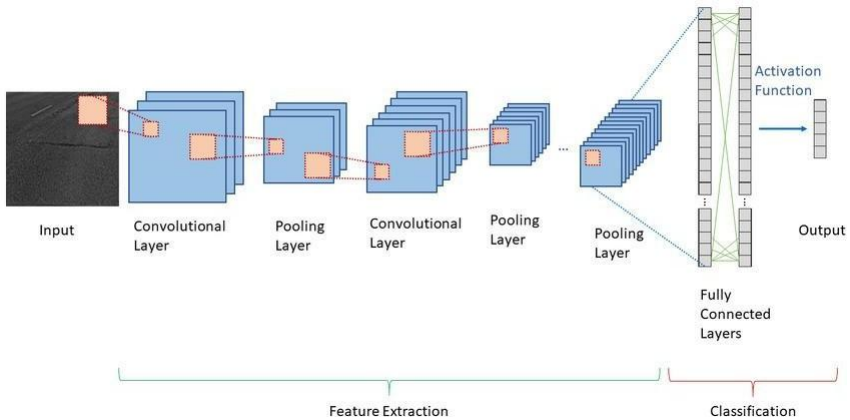 Activation
Function
Input
Convolutional
Layer
Pooling
Layer
Convolutional
Layer
Pooling
Layer
...
Pooling
Layer
Output
Fully
Connected
Layers
Feature Extraction
Classification